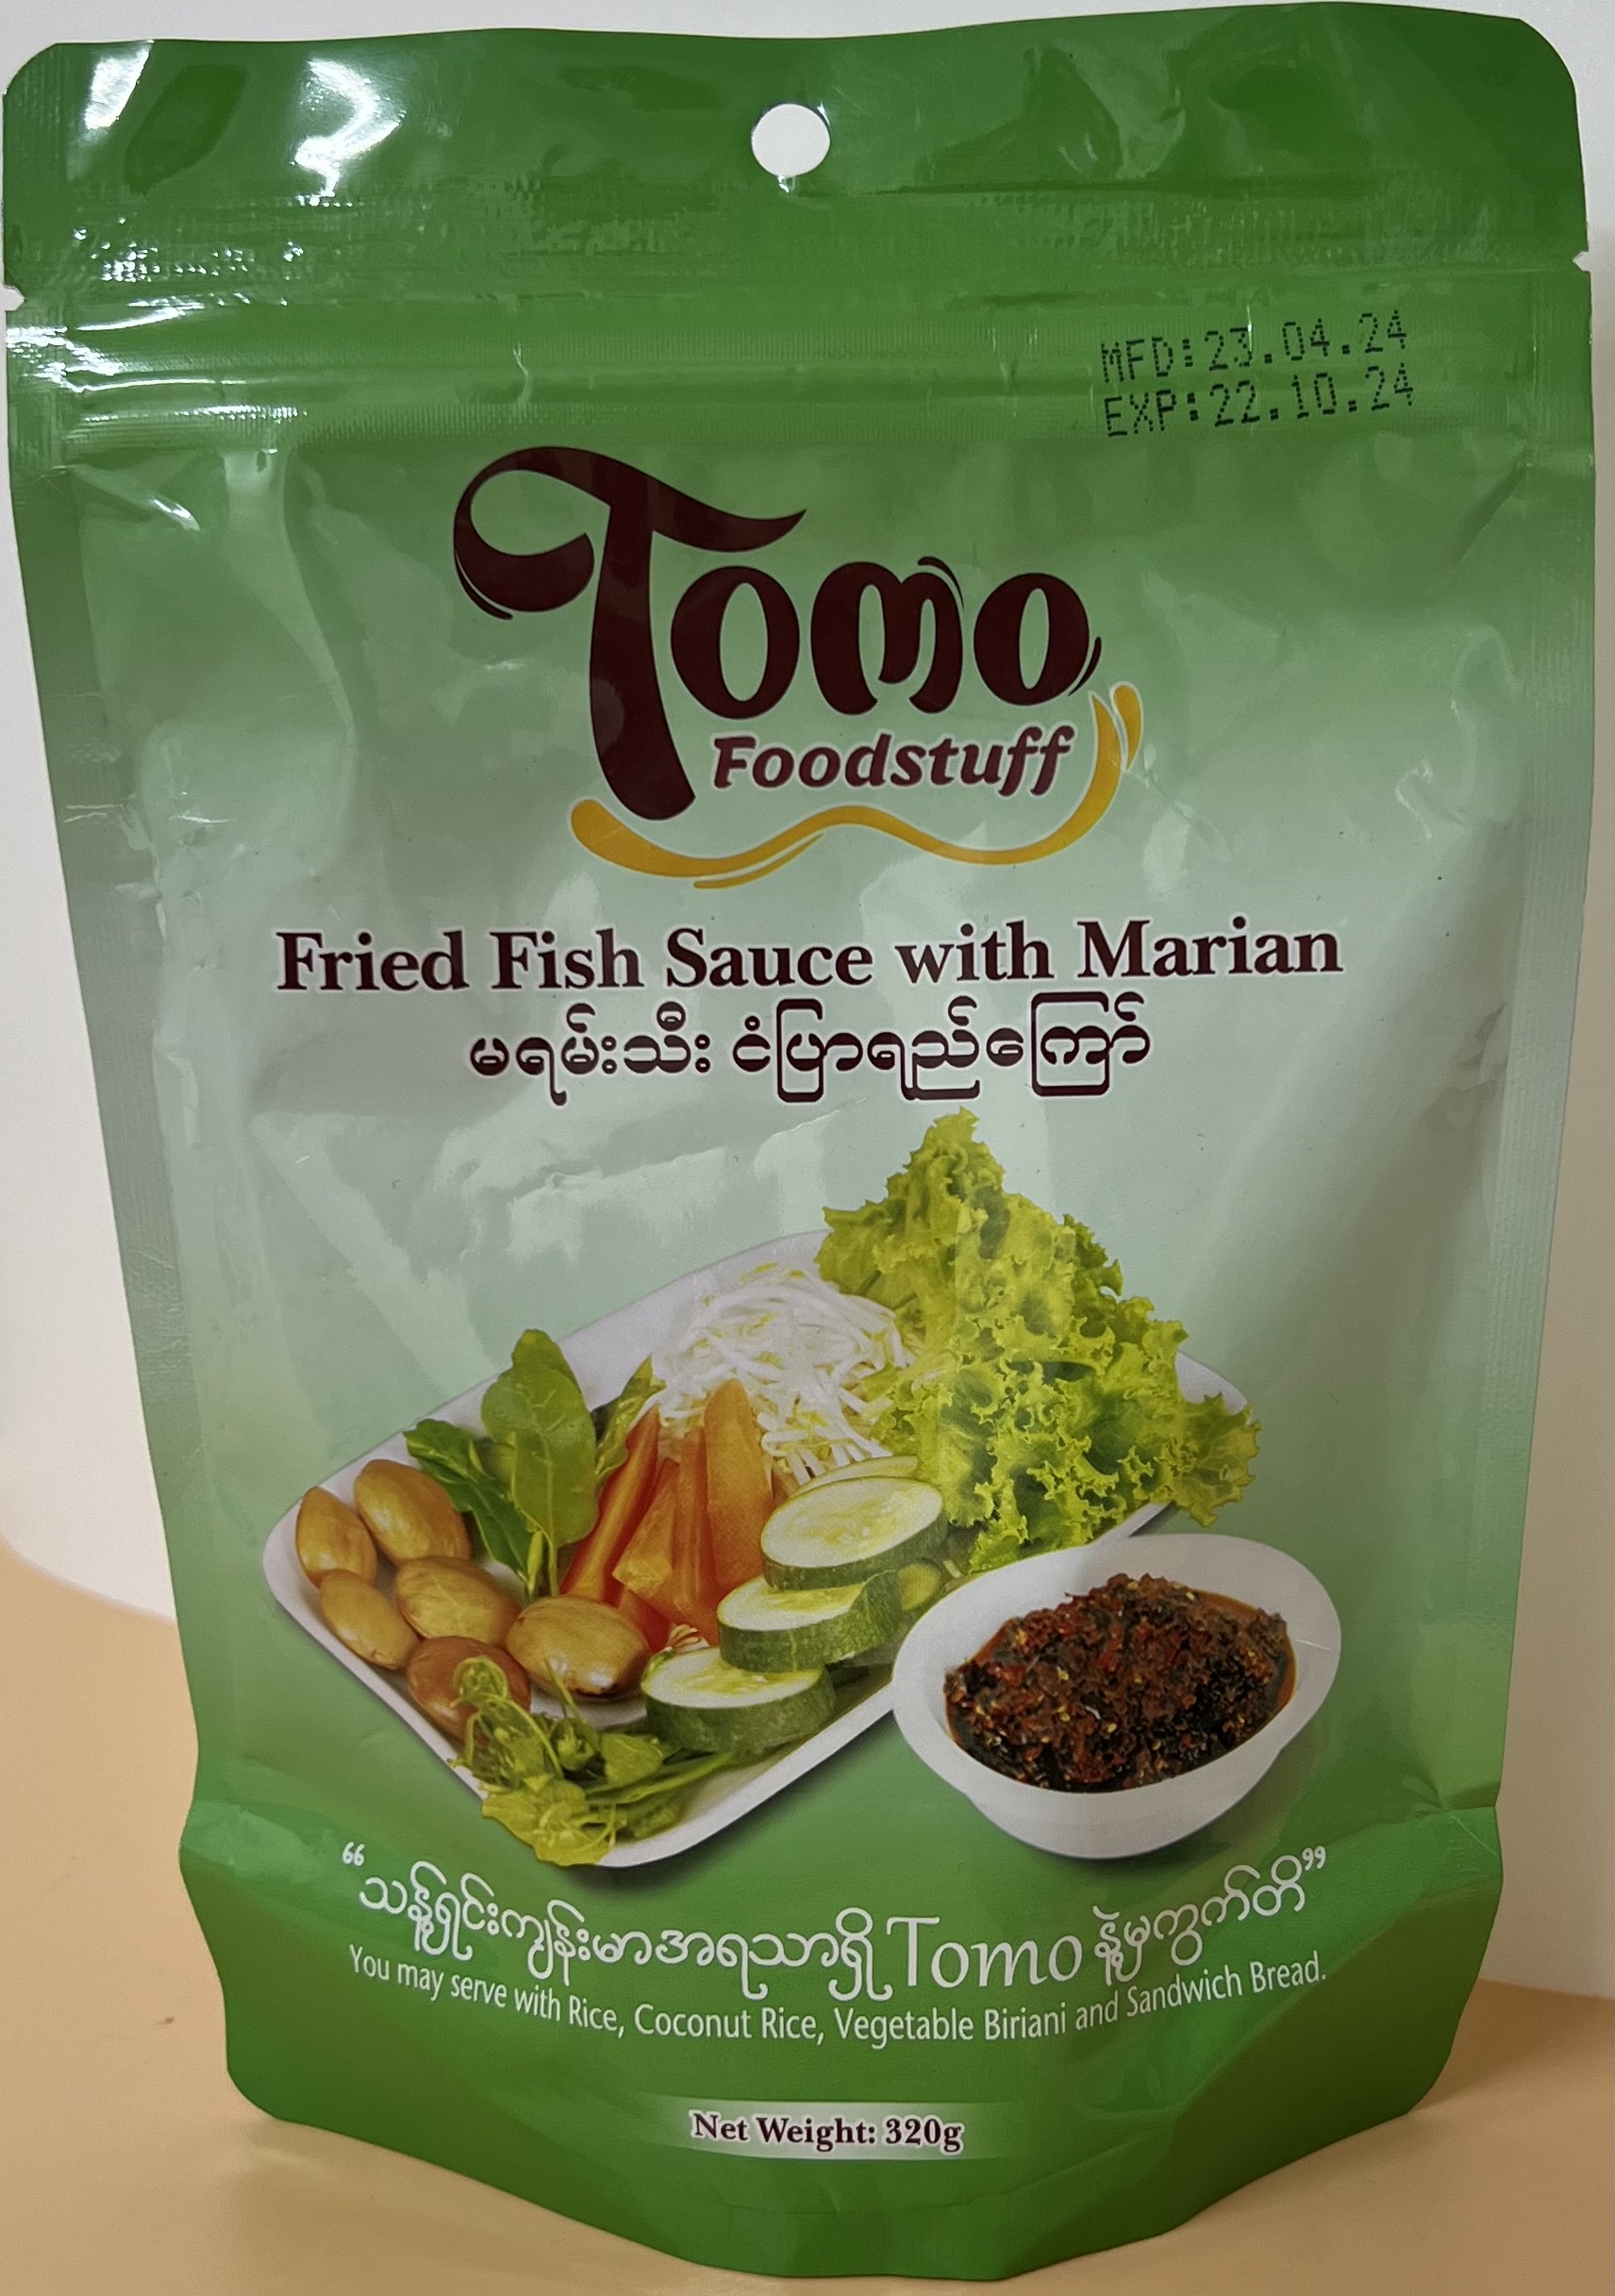 MFD:23.04.24
EXP:22.10.24
Tomo
Foodstuff
Fried Fish Sauce with Marian
မရမ်းသီး ငံပြာရည်ကြော်
“သန့်ရှင်းကျန်းမာအရသာရှိ Tomo နဲ့မှကွက်တိ”
You may serve with Rice, Coconut Rice, Vegetable Biriani and Sandwich Bread.
Net Weight: 320g